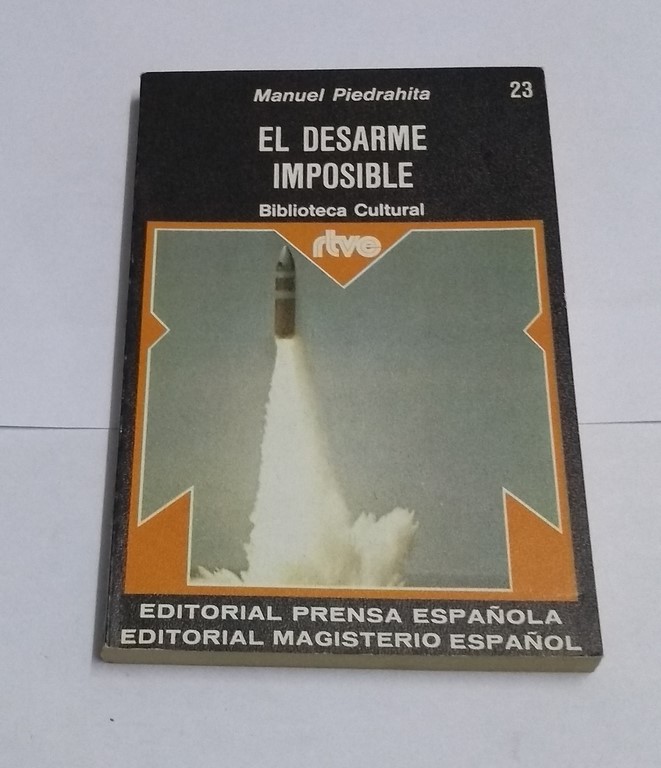 Manuel Piedrahita
23
EL DESARME
IMPOSIBLE
Biblioteca Cultural
rtve
EDITORIAL PRENSA ESPAÑOLA
EDITORIAL MAGISTERIO ESPAÑOL